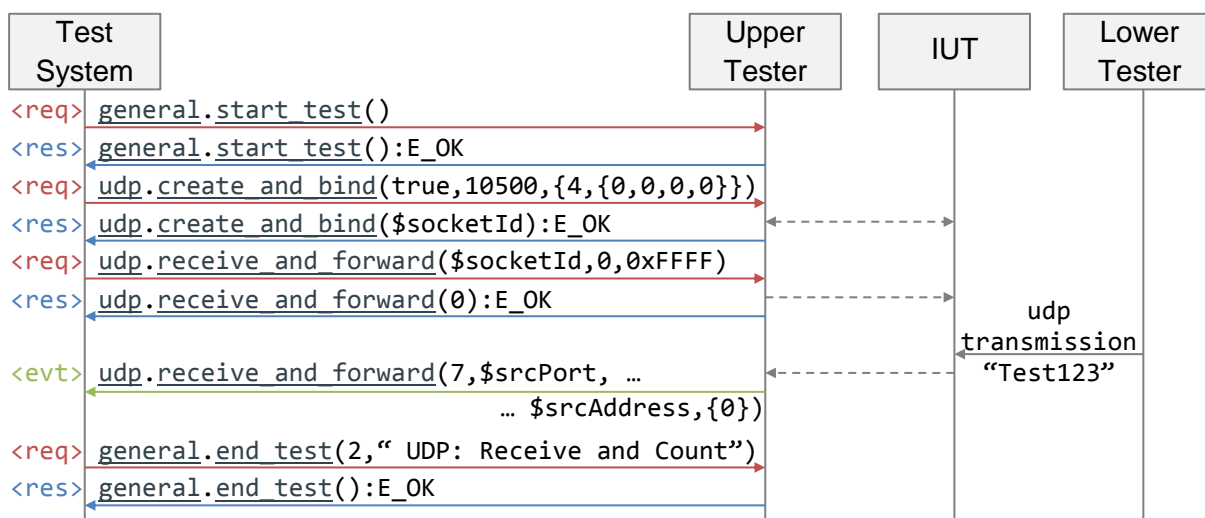 Test
System
Upper
Tester
IUT
Lower
Tester
<req> general.start_test()
<res> general.start_test():E_OK
<req> udp.create_and_bind(true,10500,{4,{0,0,0,0}})
<res> udp.create_and_bind($socketId):E_OK
<req> udp.receive_and_forward($socketId,0,0xFFFF)
<res> udp.receive_and_forward(0):E_OK
udp
transmission
“Test123”
<evt> udp.receive_and_forward(7,$srcPort, …
… $srcAddress,{0})
<req> general.end_test(2,“ UDP: Receive and Count”)
<res> general.end_test():E_OK